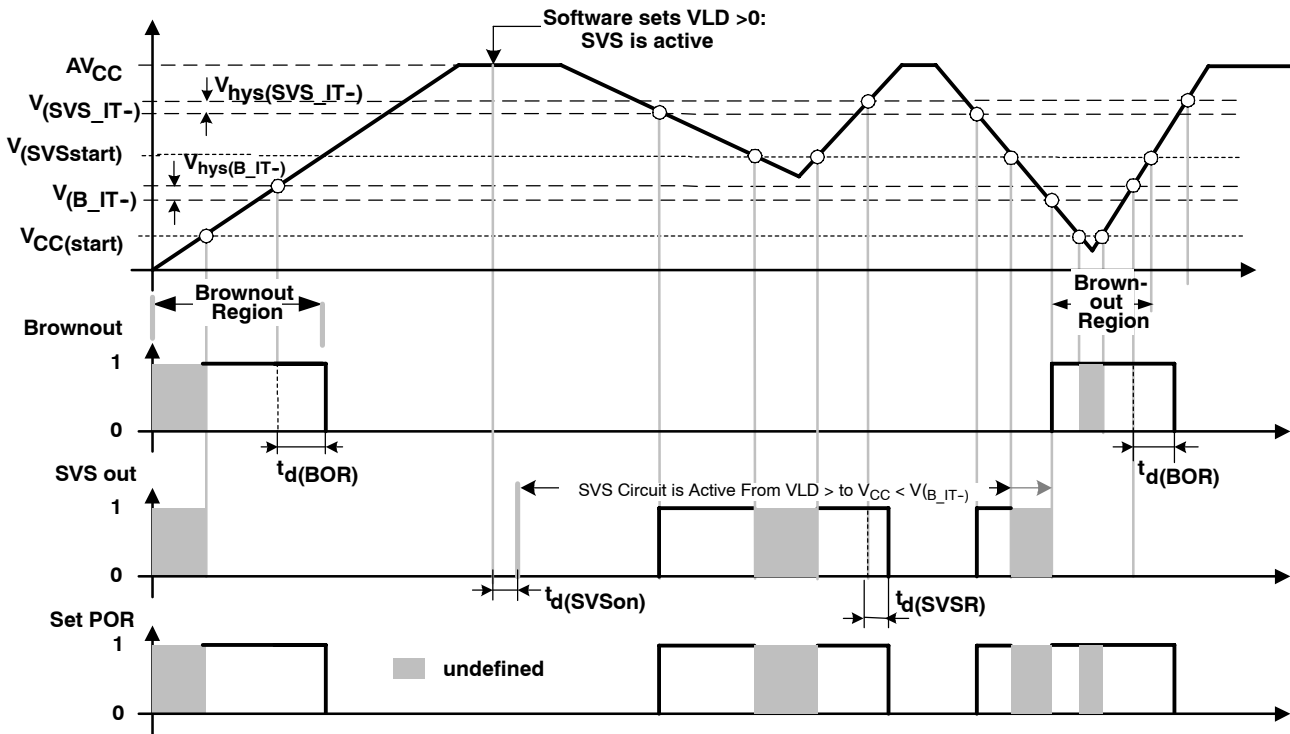 Software sets VLD >0:
SVS is active
AVCC
Vhys(SVS_IT-)
V(SVS_IT-)
V(SVSstart)
Vhys(B_IT-)
V(B_IT-)
VCC(start)
Brownout
Region
Brown-
out
Region
Brownout
1
0
td(BOR)
td(BOR)
SVS out
SVS Circuit is Active From VLD > to VCC < V(B_IT-)
1
0
td(SVSon)
td(SVSR)
Set POR
1
undefined
0